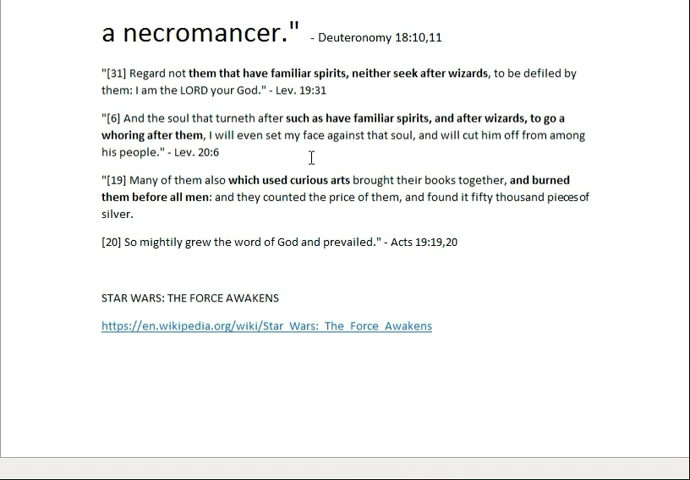 a necromancer." - Deuteronomy 18:10,11
"[31] Regard not them that have familiar spirits, neither seek after wizards, to be defiled by
them: I am the LORD your God." - Lev. 19:31
"[6] And the soul that turneth after such as have familiar spirits, and after wizards, to go a
whoring after them, I will even set my face against that soul, and will cut him off from among
his people." - Lev. 20:6
"[19] Many of them also which used curious arts brought their books together, and burned
them before all men: and they counted the price of them, and found it fifty thousand pieces of
silver.
[20] So mightily grew the word of God and prevailed." - Acts 19:19,20
STAR WARS: THE FORCE AWAKENS
https://en.wikipedia.org/wiki/Star_Wars:_The_Force_Awakens